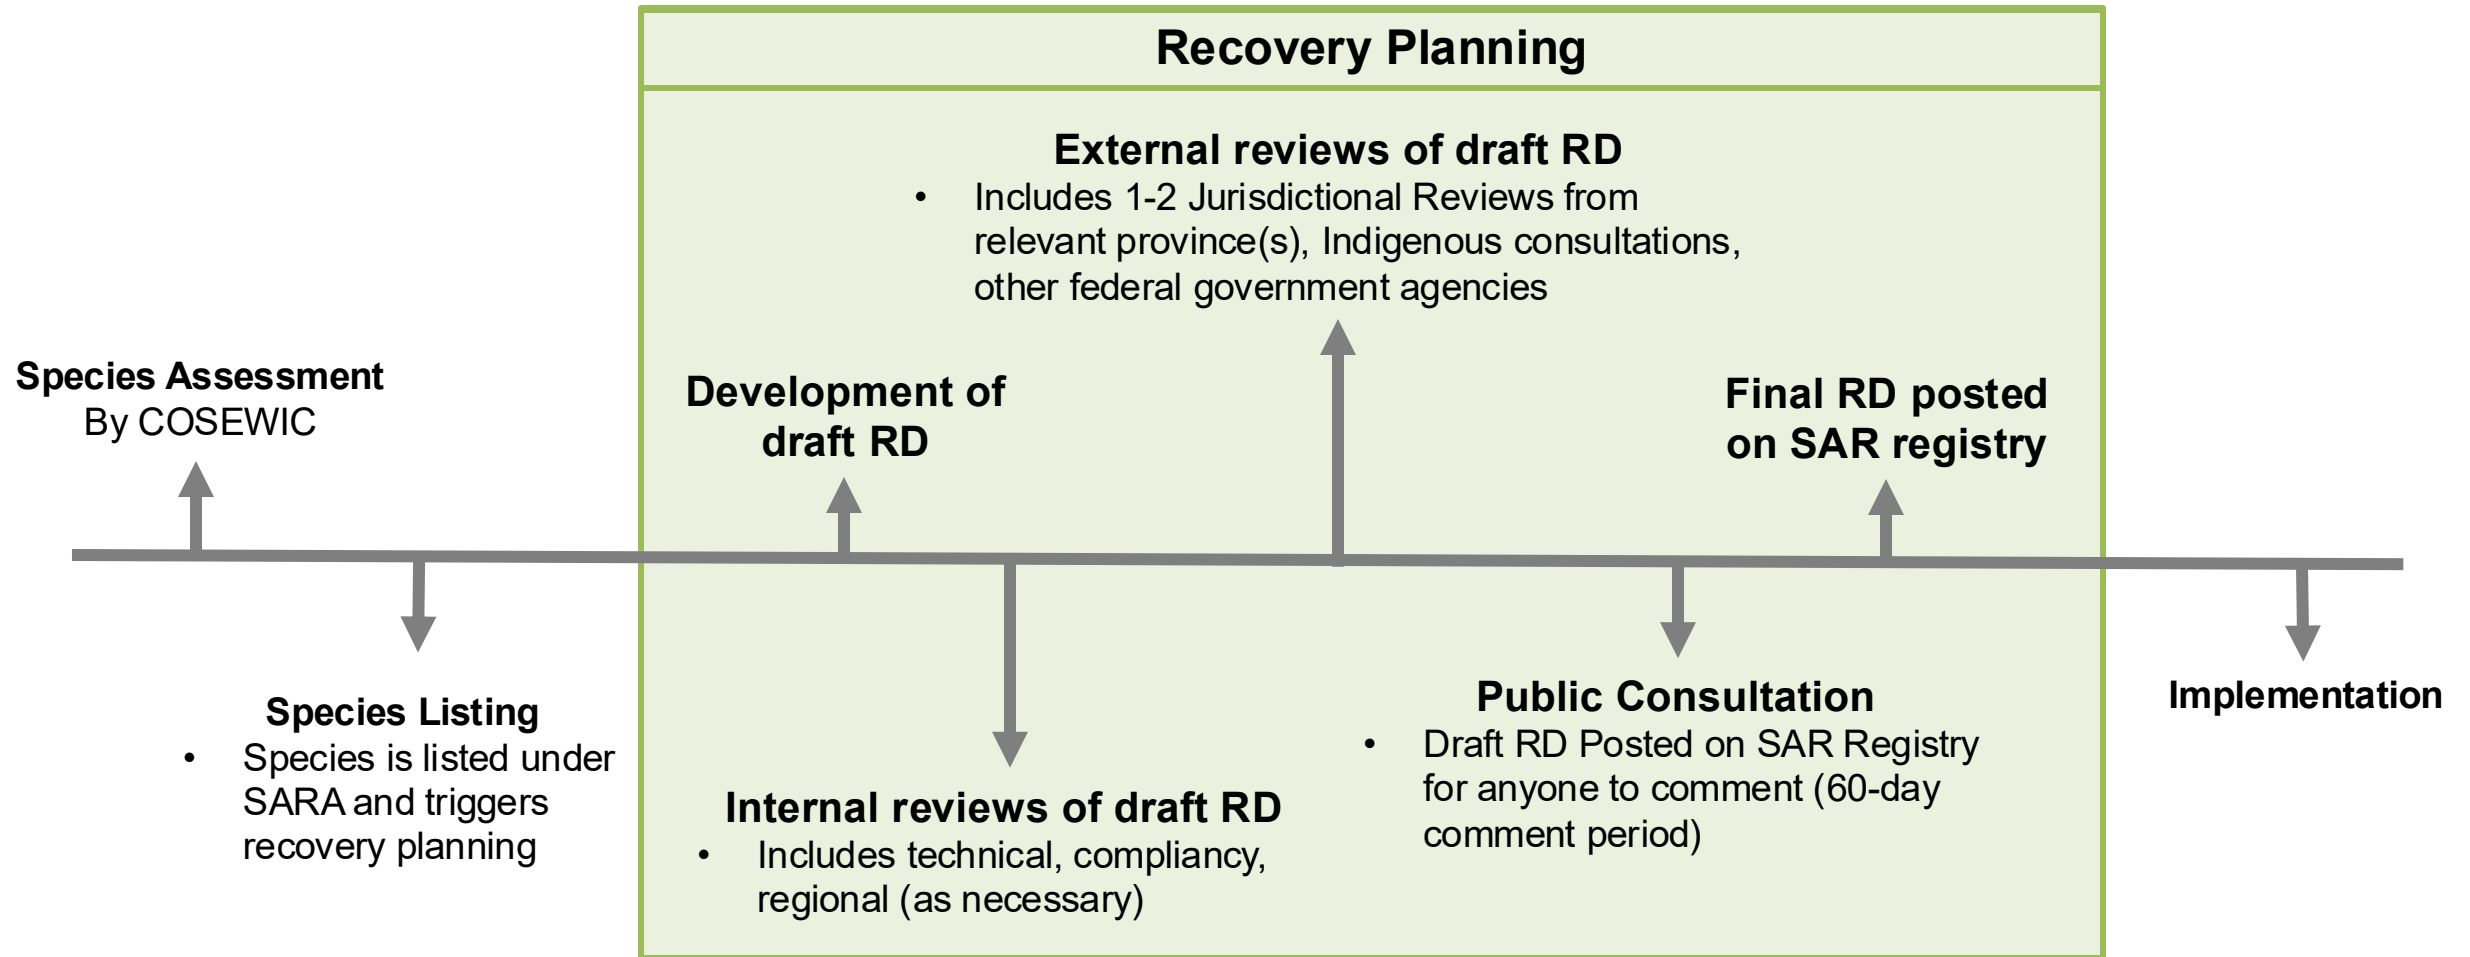 Recovery Planning
External reviews of draft RD
• Includes 1-2 Jurisdictional Reviews from
relevant province(s), Indigenous consultations,
other federal government agencies
Species Assessment
By COSEWIC
Development of
draft RD
Final RD posted
on SAR registry
Species Listing
• Species is listed under
SARA and triggers
recovery planning
Internal reviews of draft RD
• Includes technical, compliancy,
regional (as necessary)
Public Consultation
• Draft RD Posted on SAR Registry
for anyone to comment (60-day
comment period)
Implementation